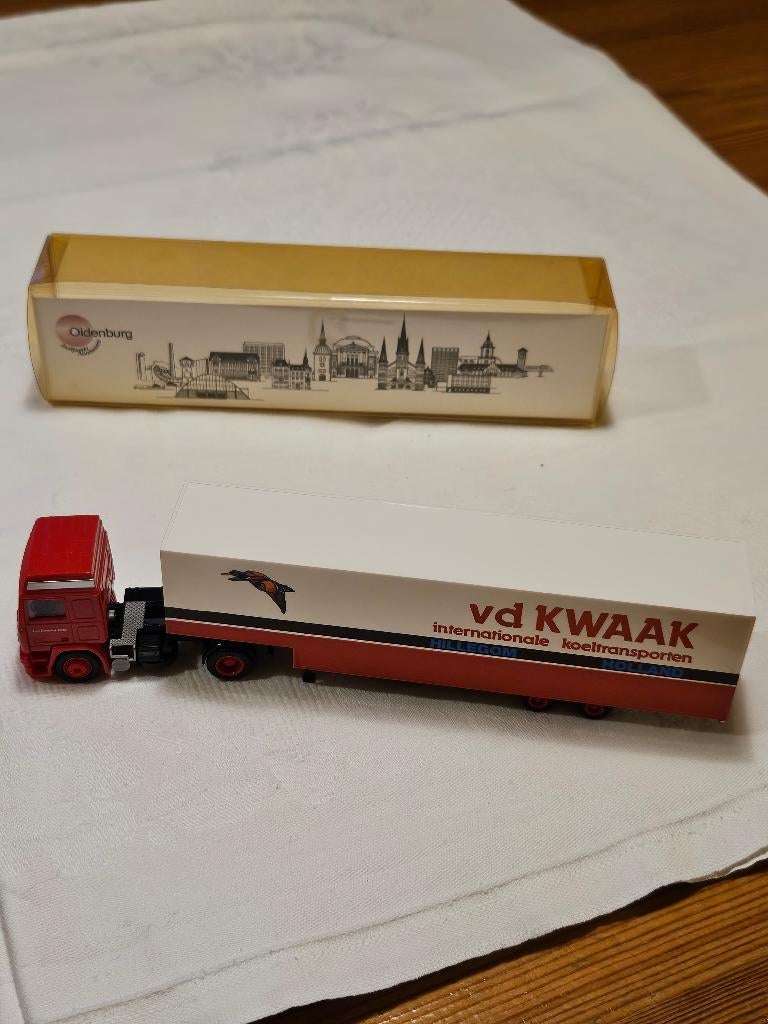 Oldenburg
vd KWAAK
internationale koeltransporten
HILLEGOM HOLLAND